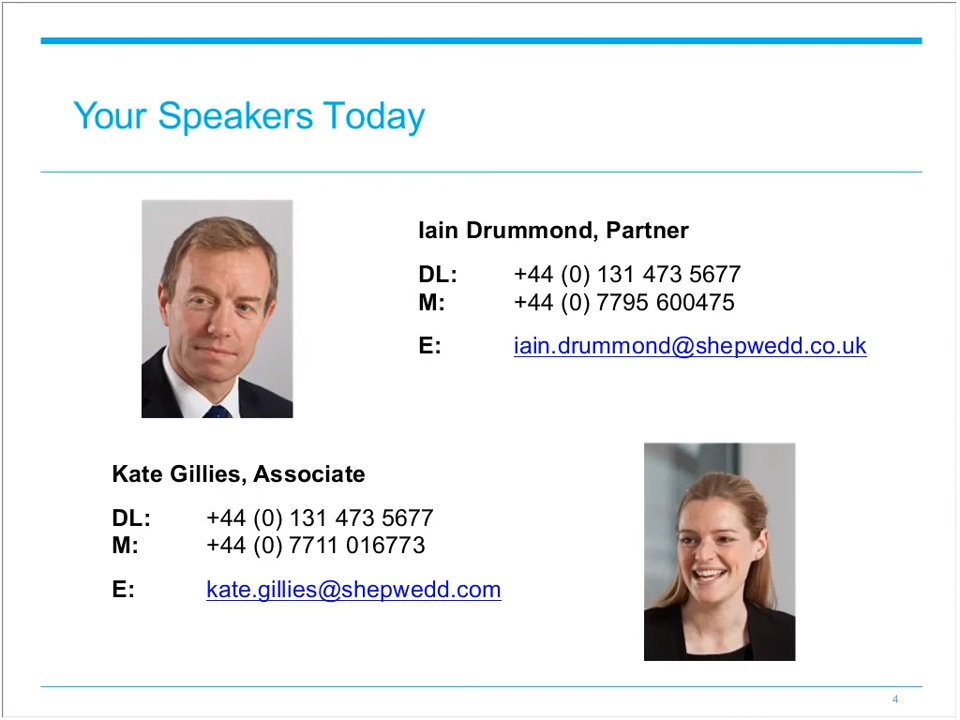 Your Speakers Today
Iain Drummond, Partner
DL: +44 (0) 131 473 5677
M: +44 (0) 7795 600475
E: iain.drummond@shepwedd.co.uk
Kate Gillies, Associate
DL: +44 (0) 131 473 5677
M: +44 (0) 7711 016773
E: kate.gillies@shepwedd.com
4